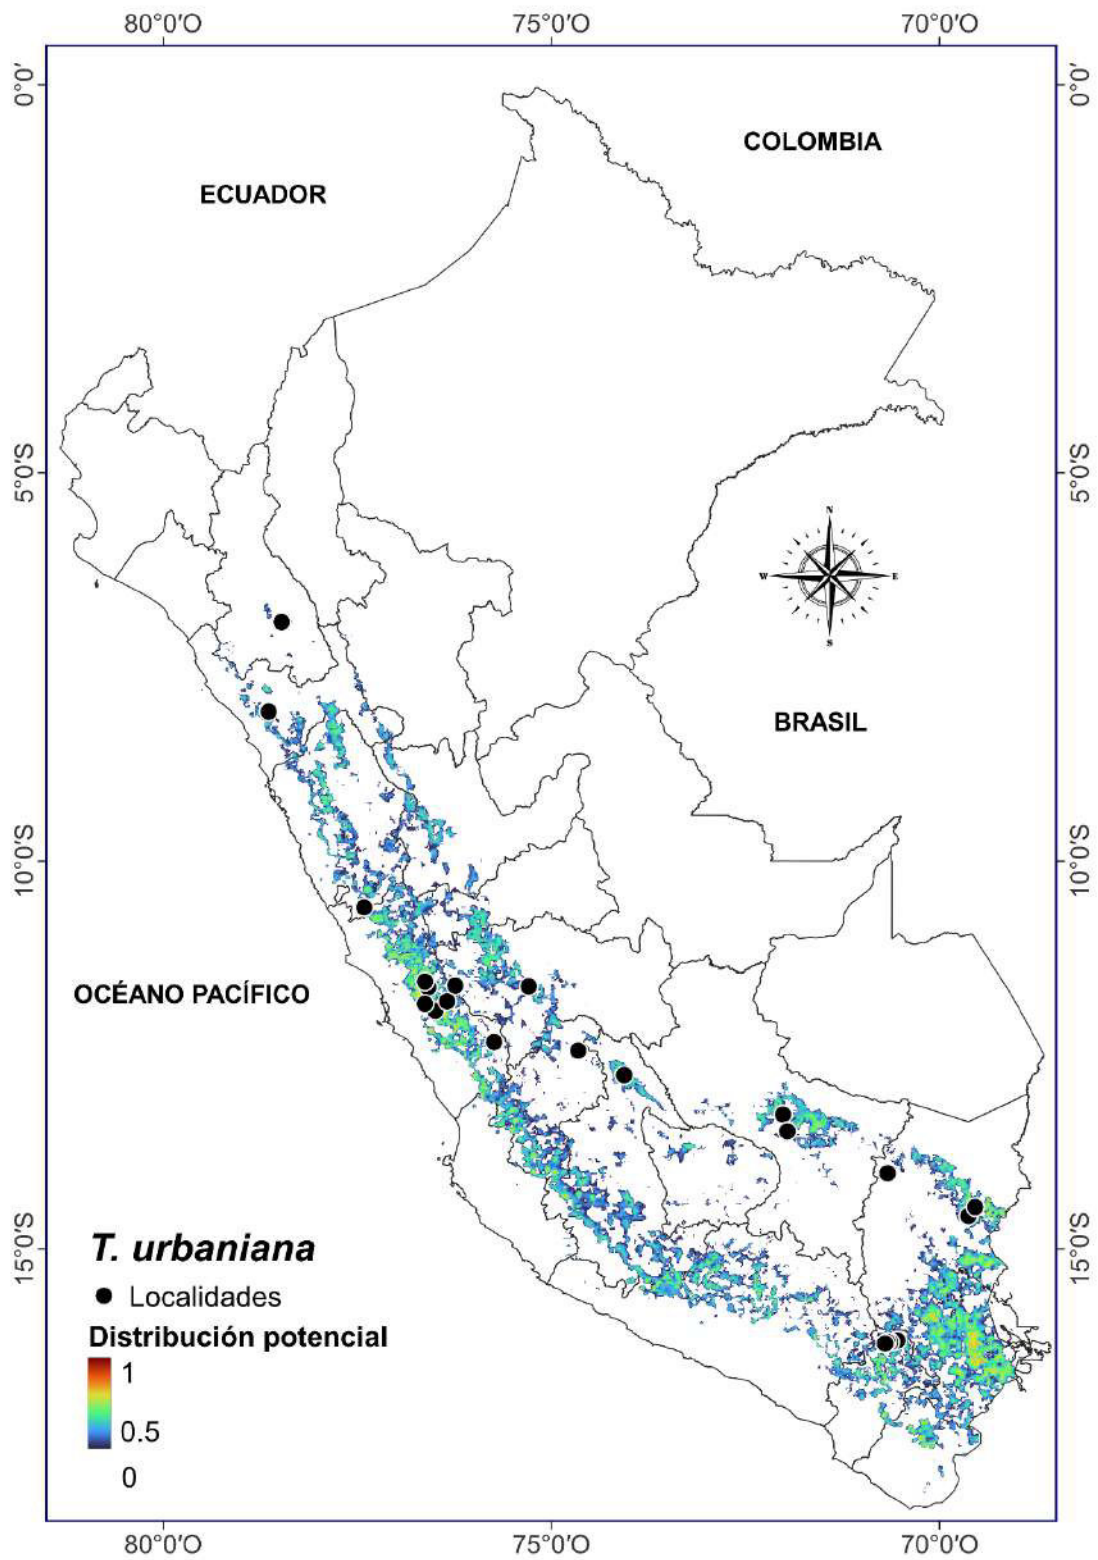 80°0'O 75°0'O 70°0'O
0°0' 0°0'
COLOMBIA
ECUADOR
5°0'S 5°0'S
N
W E
S
BRASIL
10°0'S 10°0'S
OCÉANO PACÍFICO
15°0'S 15°0'S
T. urbaniana
Localidades
Distribución potencial
1
0.5
0
80°0'O 75°0'O 70°0'O